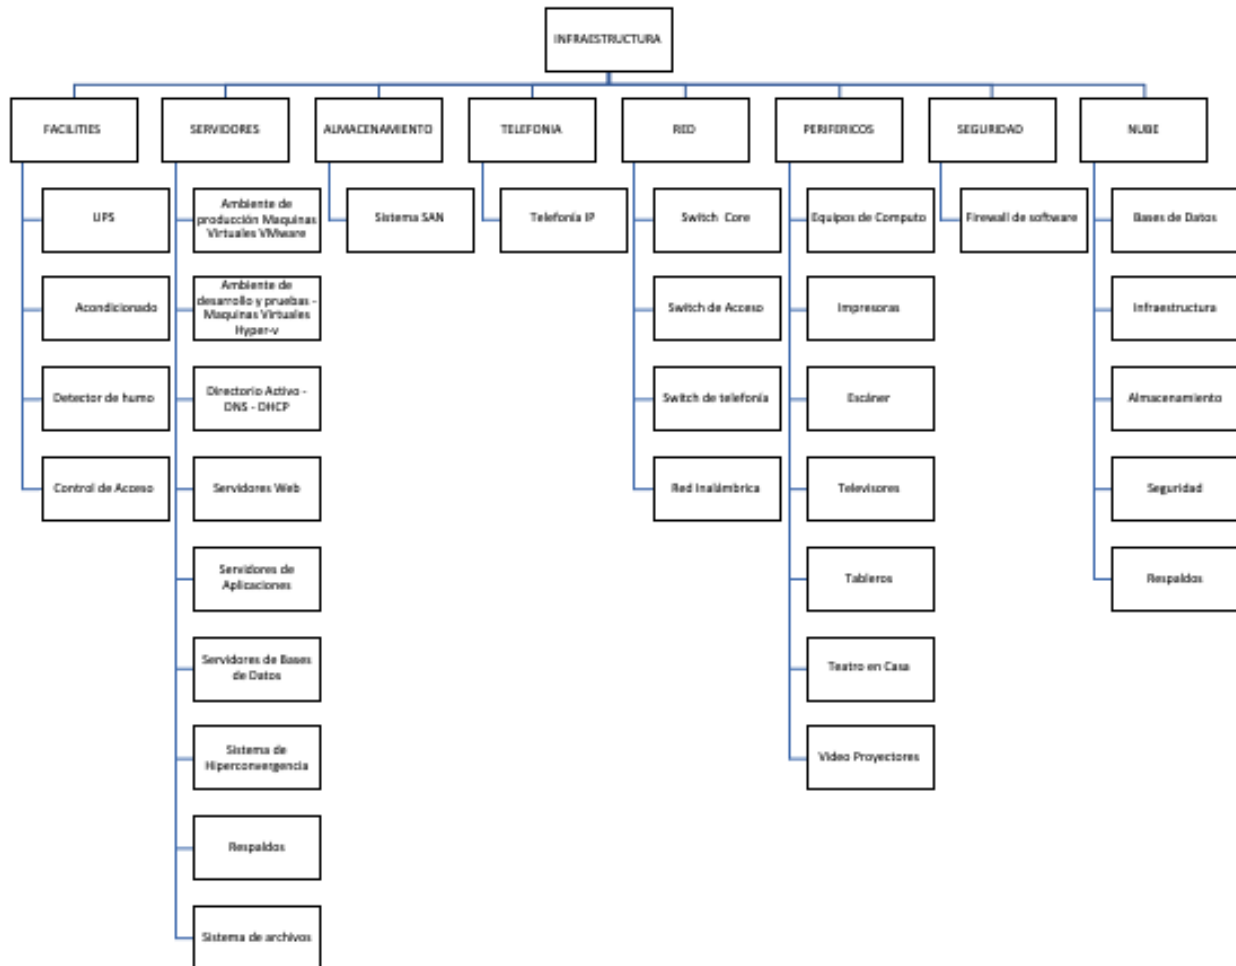 INFRAESTRUCTURA
FACILITIES
SERVIDORES
ALMACENAMIENTO
TELEFONIA
RED
PERIFERICOS
SEGURIDAD
NUBE
UPS
Acondicionado
Detector de humo
Control de Acceso
Ambiente de
producción Maquinas
Virtuales VMware
Ambiente de
desarrollo y pruebas -
Maquinas Virtuales
Hyper-v
Directorio Activo -
DNS - DHCP
Servidores Web
Servidores de
Aplicaciones
Servidores de Bases
de Datos
Sistema de
Hiperconvergencia
Respaldos
Sistema de archivos
Sistema SAN
Telefonía IP
Switch Core
Switch de Acceso
Switch de telefonía
Red Inalámbrica
Equipos de Computo
Impresoras
Escáner
Televisores
Tableros
Teatro en Casa
Video Proyectores
Firewall de software
Bases de Datos
Infraestructura
Almacenamiento
Seguridad
Respaldos